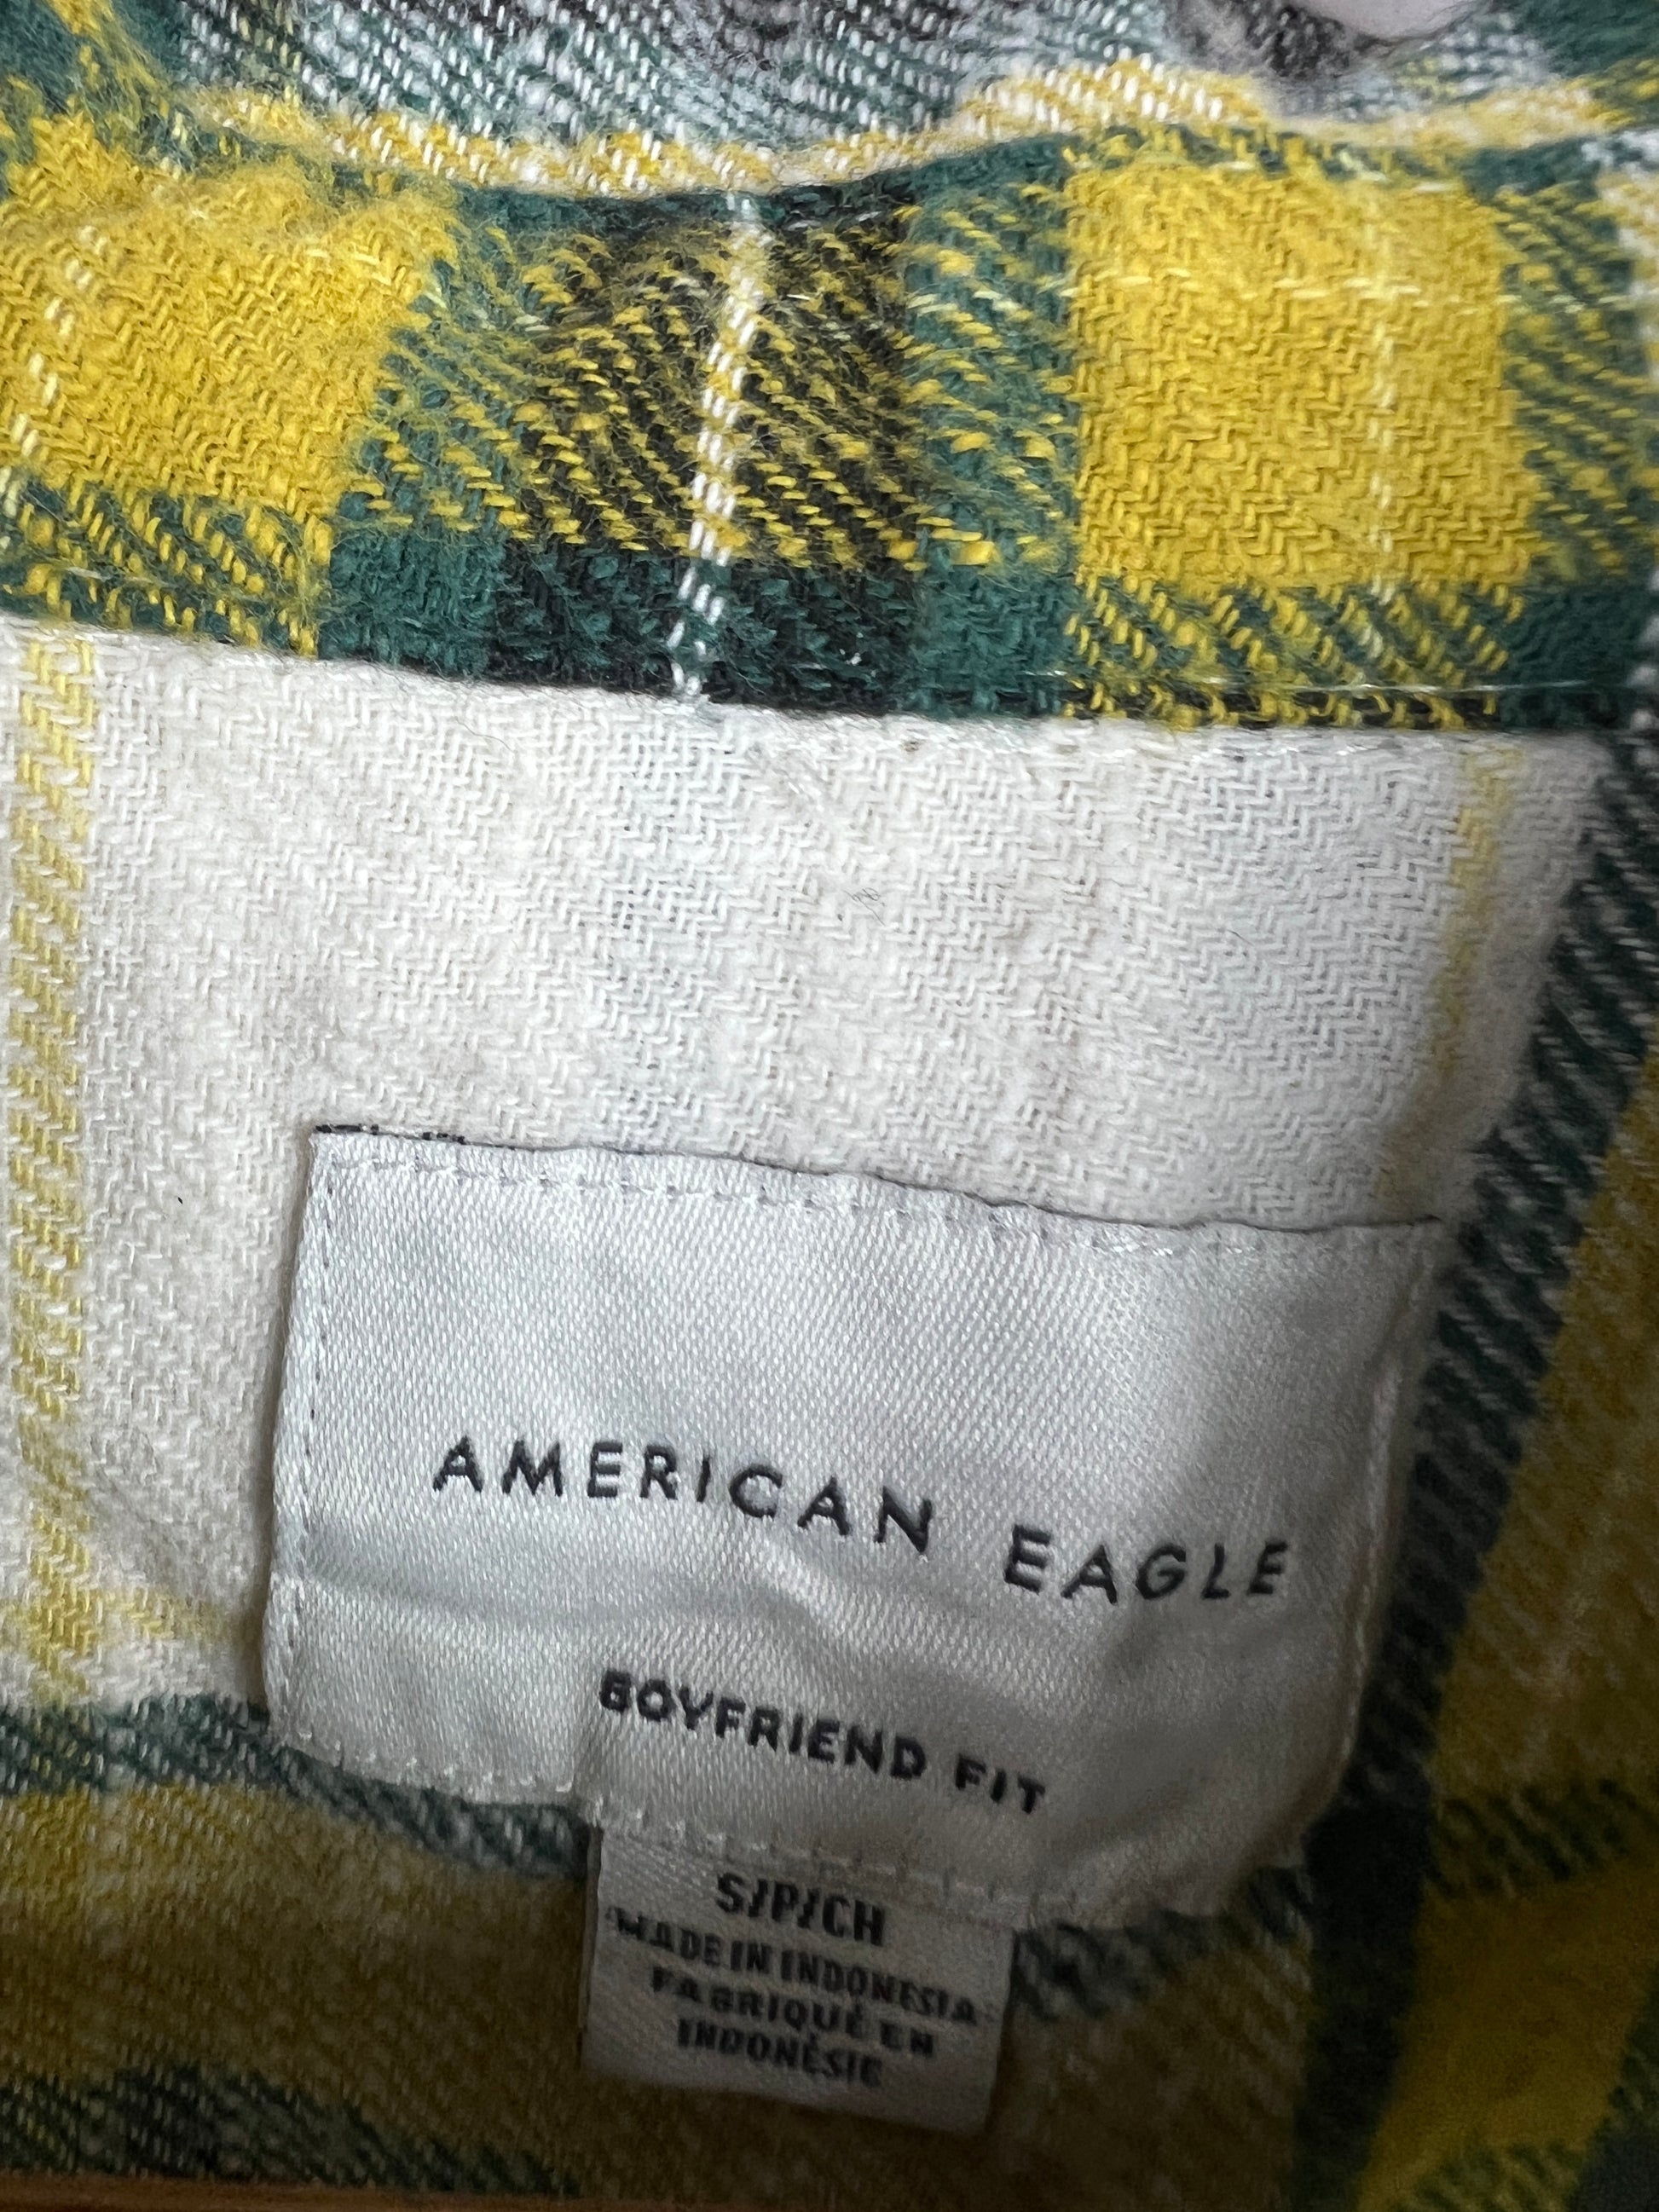 AMERICAN EAGLE
BOYFRIEND FIT
S/P/CH
MADE IN INDONESIA
FABRIQUÉ EN
INDONÉSIE